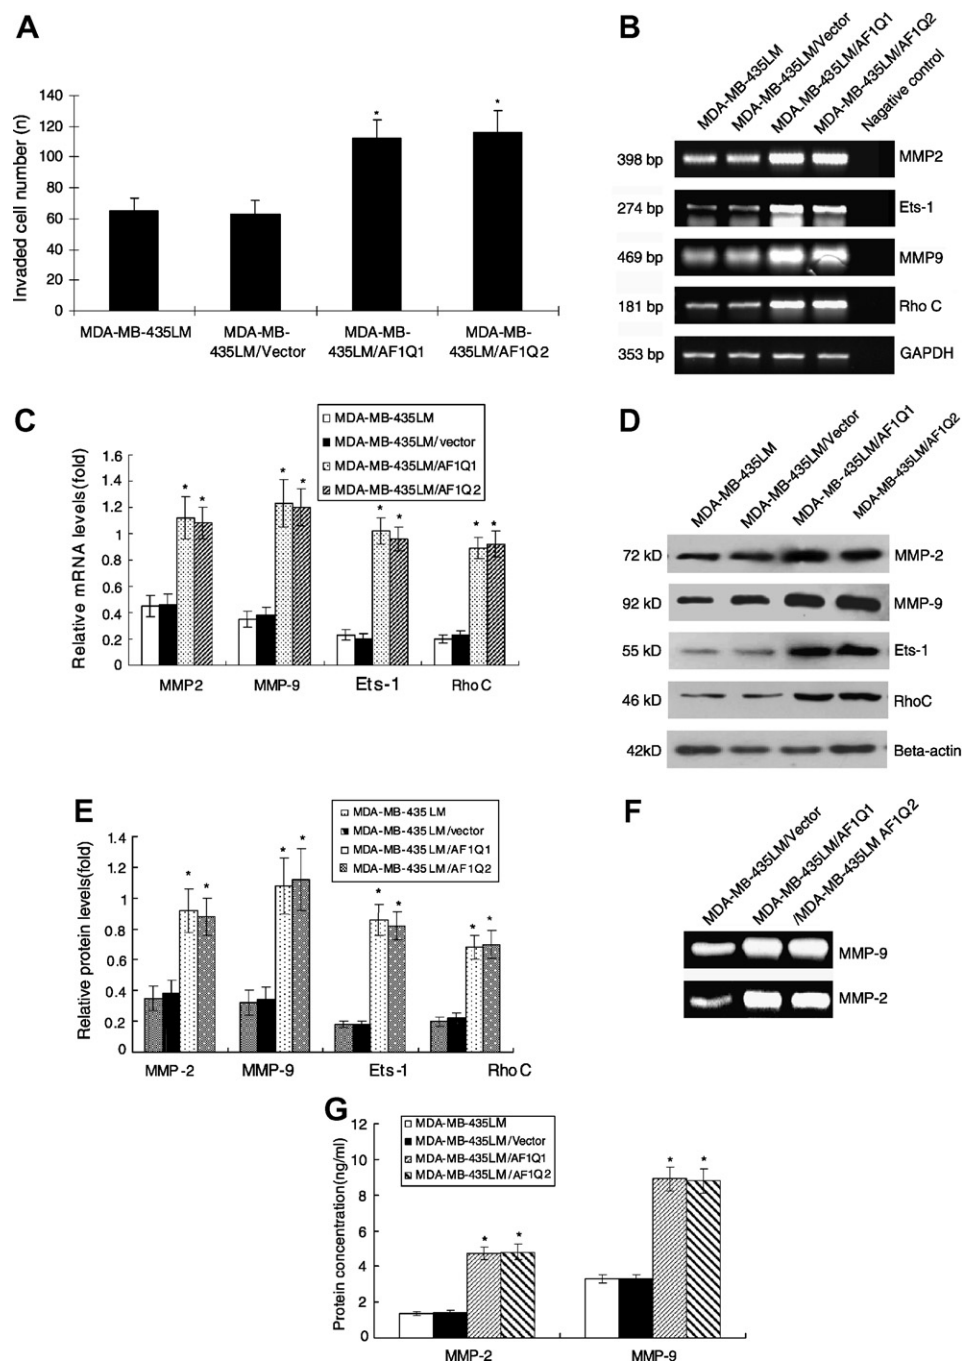 A
Invaded cell number (n)
140
120
100
80
60
40
20
0
*
*
MDA-MB-435LM
MDA-MB-
435LM/Vector
MDA-MB-
435LM/AF1Q1
MDA-MB-
435LM/AF1Q2
B
MDA-MB-435LM
MDA-MB-435LM/Vector
MDA.MB-435LM/AF1Q1
MDA-MB-435LM/AF1Q2
Nagative control
398 bp
MMP2
274 bp
Ets-1
469 bp
MMP9
181 bp
Rho C
353 bp
GAPDH
C
MDA-MB-435LM
MDA-MB-435LM/vector
MDA-MB-435LM/AF1Q1
MDA-MB-435LM/AF1Q2
Relative mRNA levels(fold)
1.6
1.4
1.2
1
0.8
0.6
0.4
0.2
0
* *
* *
* *
* *
MMP2
MMP-9
Ets-1
RhoC
D
MDA-MB-435LM
MDA-MB-435LM/Vector
MDA-MB-435LM/AF1Q1
MDA-MB-435LM/AF1Q2
72 kD
MMP-2
92 kD
MMP-9
55 kD
Ets-1
46 kD
RhoC
42kD
Beta-actin
E
MDA-MB-435 LM
MDA-MB-435 LM/vector
MDA-MB-435 LM/AF1Q1
MDA-MB-435 LM/AF1Q2
Relative protein levels(fold)
1.4
1.2
1
0.8
0.6
0.4
0.2
0
* *
* *
* *
* *
MMP-2
MMP-9
Ets-1
RhoC
F
MDA-MB-435LM/Vector
MDA-MB-435LM/AF1Q1
/MDA-MB-435LM AF1Q2
MMP-9
MMP-2
G
MDA-MB-435LM
MDA-MB-435LM/Vector
MDA-MB-435LM/AF1Q1
MDA-MB-435LM/AF1Q2
Protein concentration(ng/ml)
12
10
8
6
4
2
0
* *
* *
MMP-2
MMP-9